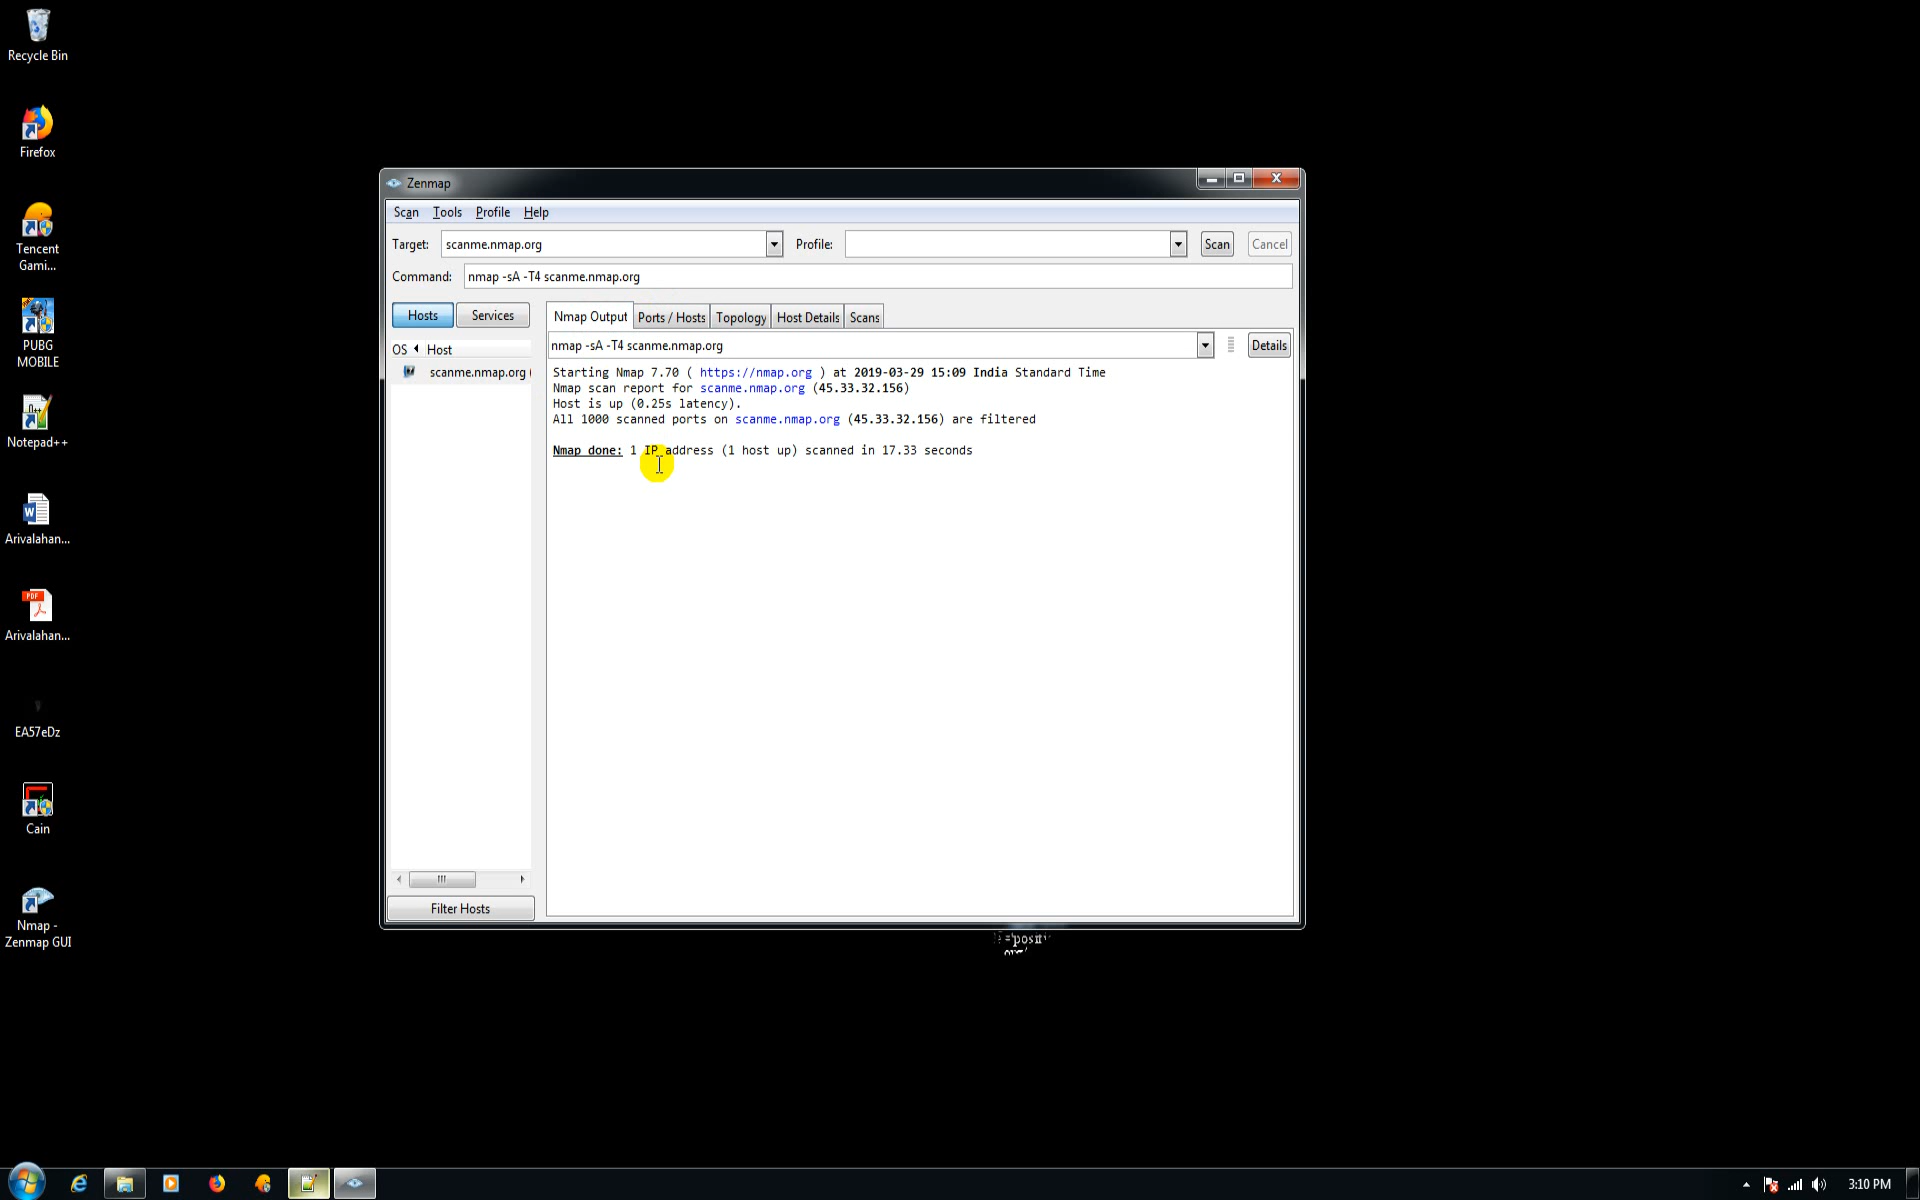 Recycle Bin
Firefox
Tencent
Gami...
PUBG
MOBILE
Notepad++
Arivalahan...
Arivalahan...
EA57eDz
Cain
Nmap -
Zenmap GUI
Zenmap
Scan Tools Profile Help
Target: scanme.nmap.org Profile: Scan Cancel
Command: nmap -sA -T4 scanme.nmap.org
Hosts Services
OS Host
scanme.nmap.org
Filter Hosts
Nmap Output Ports / Hosts Topology Host Details Scans
nmap -sA -T4 scanme.nmap.org Details
Starting Nmap 7.70 ( https://nmap.org ) at 2019-03-29 15:09 India Standard Time
Nmap scan report for scanme.nmap.org (45.33.32.156)
Host is up (0.25s latency).
All 1000 scanned ports on scanme.nmap.org (45.33.32.156) are filtered
Nmap done: 1 IP address (1 host up) scanned in 17.33 seconds
3:10 PM